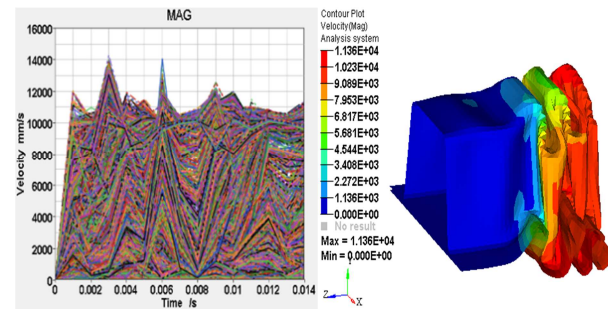 MAG
16000
14000
12000
10000
8000
6000
4000
2000
0
Velocity mm/s
0 0.002 0.004 0.006 0.008 0.01 0.012 0.014
Time /s
Contour Plot
Velocity(Mag)
Analysis system
1.136E+04
1.023E+04
9.089E+03
7.953E+03
6.817E+03
5.681E+03
4.544E+03
3.408E+03
2.272E+03
1.136E+03
0.000E+00
No result
Max = 1.136E+04
Min = 0.000E+00
Y
Z X